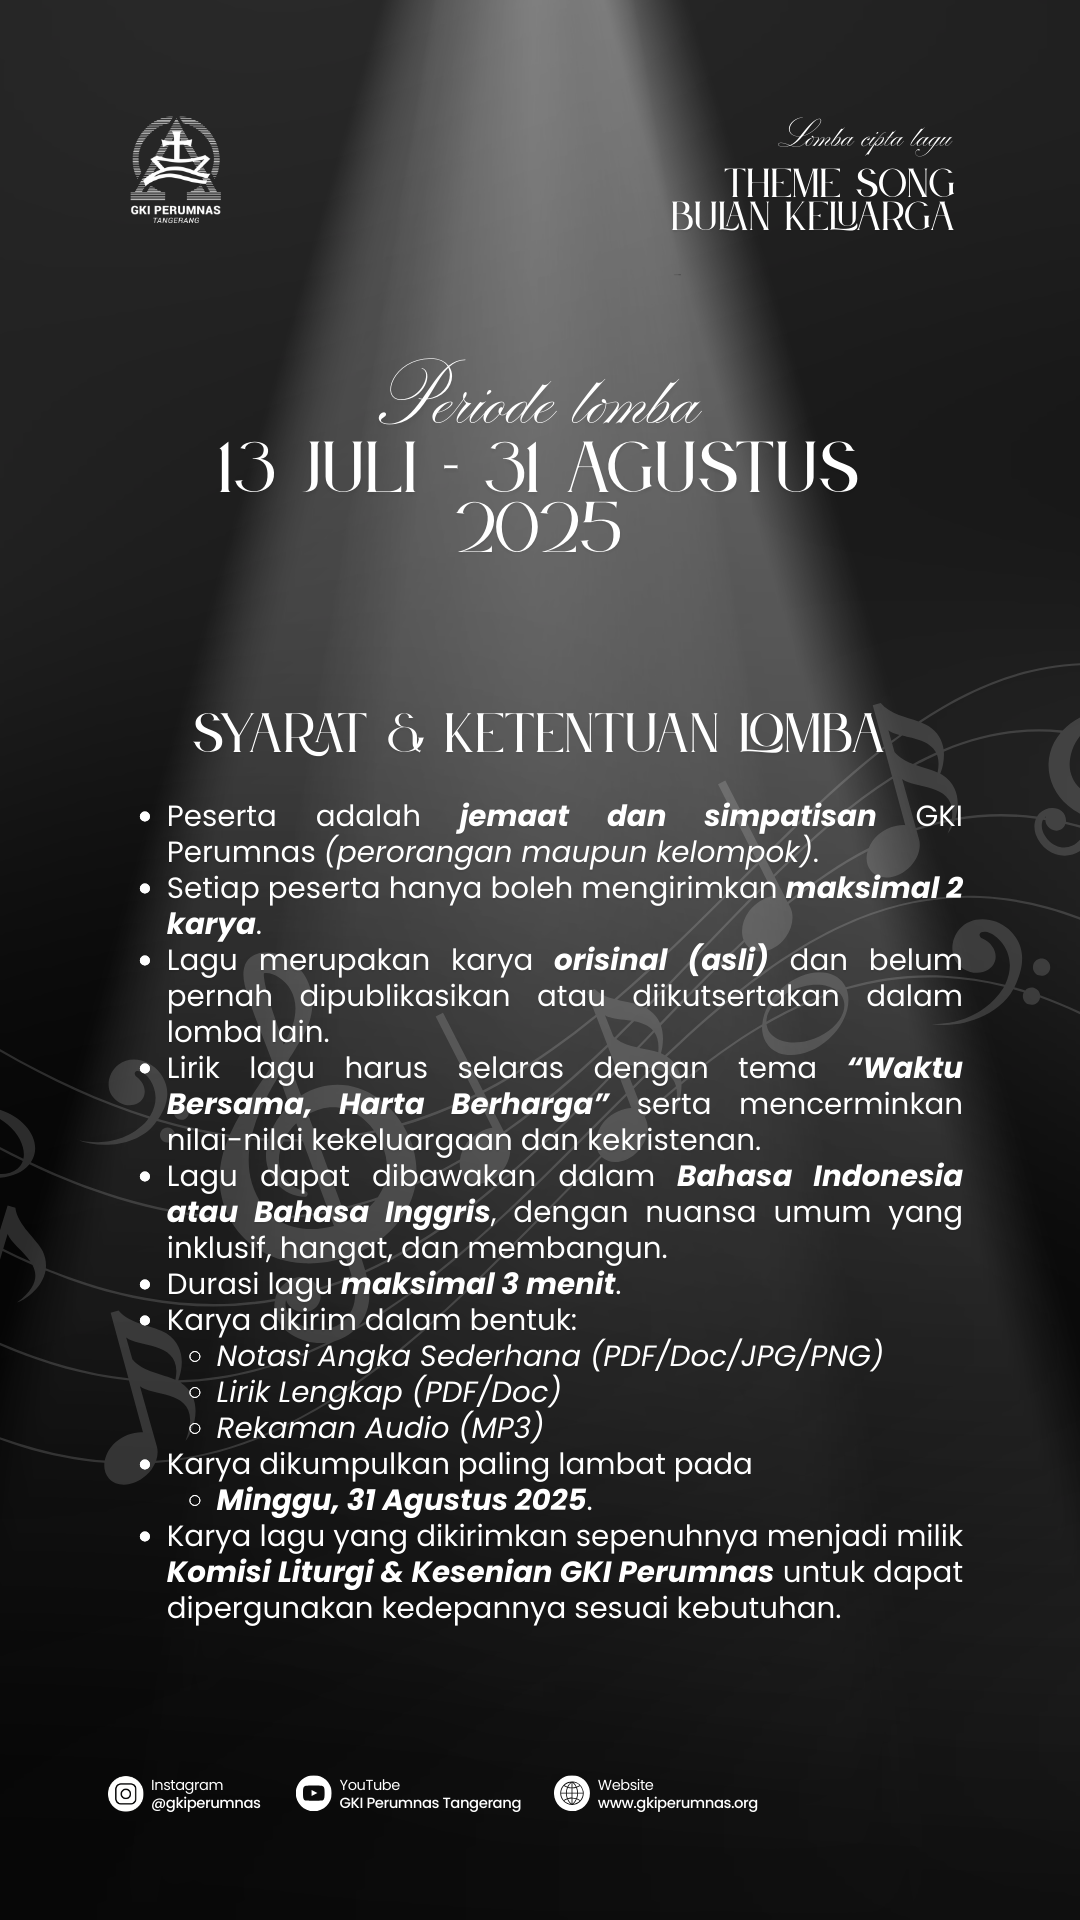 GKI PERUMNAS
TANGERANG
Lomba cipta lagu
THEME SONG
BULAN KELUARGA
Periode lomba
13 JULI - 31 AGUSTUS
2025
SYARAT & KETENTUAN LOMBA
• Peserta adalah jemaat dan simpatisan GKI
Perumnas (perorangan maupun kelompok).
• Setiap peserta hanya boleh mengirimkan maksimal 2
karya.
• Lagu merupakan karya orisinal (asli) dan belum
pernah dipublikasikan atau diikutsertakan dalam
lomba lain.
• Lirik lagu harus selaras dengan tema “Waktu
Bersama, Harta Berharga” serta mencerminkan
nilai-nilai kekeluargaan dan kekristenan.
• Lagu dapat dibawakan dalam Bahasa Indonesia
atau Bahasa Inggris, dengan nuansa umum yang
inklusif, hangat, dan membangun.
• Durasi lagu maksimal 3 menit.
• Karya dikirim dalam bentuk:
◦ Notasi Angka Sederhana (PDF/Doc/JPG/PNG)
◦ Lirik Lengkap (PDF/Doc)
◦ Rekaman Audio (MP3)
• Karya dikumpulkan paling lambat pada
◦ Minggu, 31 Agustus 2025.
• Karya lagu yang dikirimkan sepenuhnya menjadi milik
Komisi Liturgi & Kesenian GKI Perumnas untuk dapat
dipergunakan kedepannya sesuai kebutuhan.
Instagram
@gkiperumnas
YouTube
GKI Perumnas Tangerang
Website
www.gkiperumnas.org